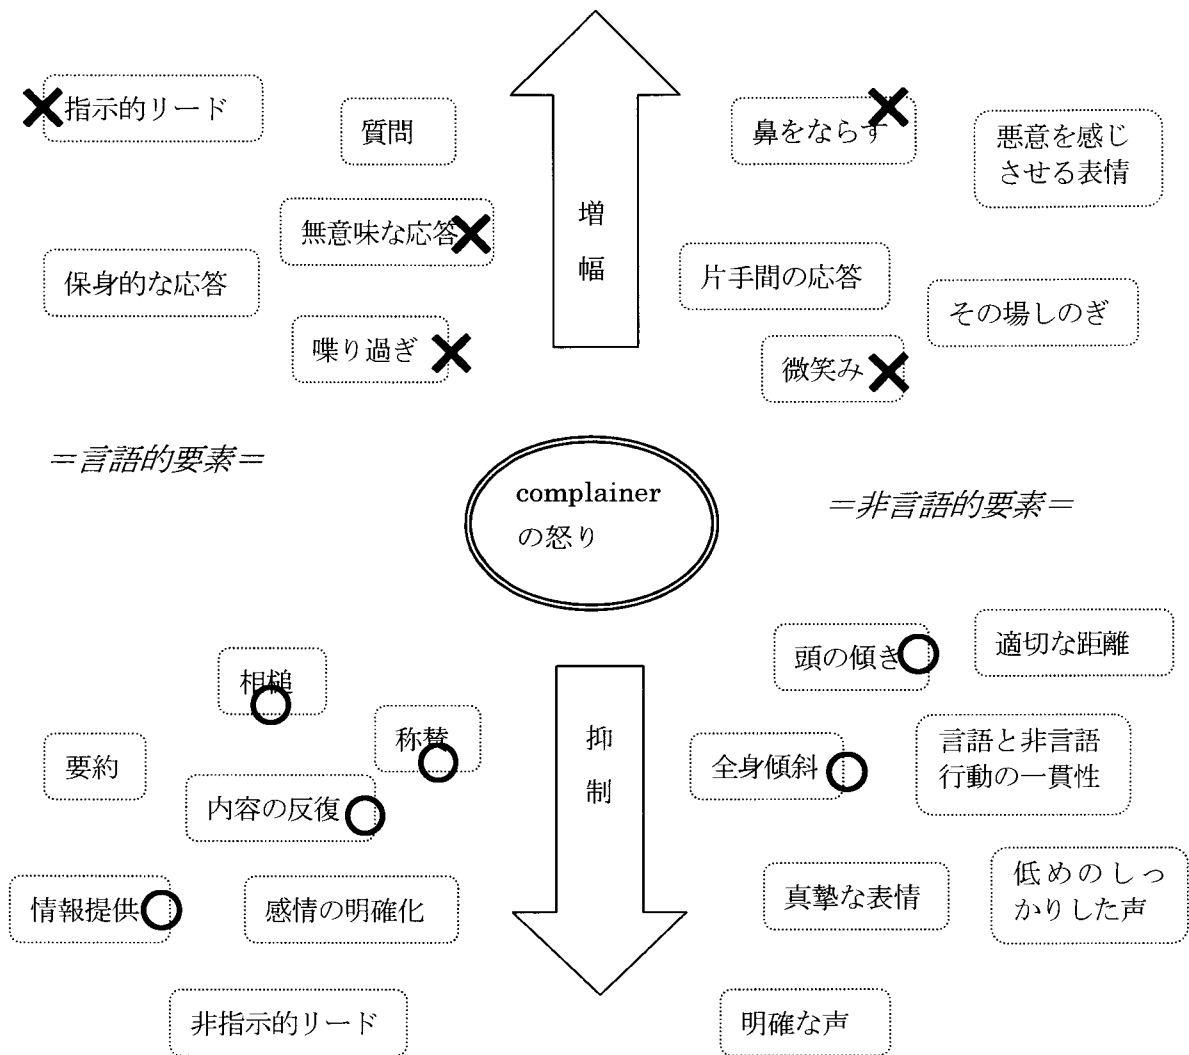 指示的リード
質問
無意味な応答
保身的な応答
喋り過ぎ
増
幅
鼻をならす
悪意を感じ
させる表情
片手間の応答
その場しのぎ
微笑み
＝言語的要素＝
complainer
の怒り
＝非言語的要素＝
相槌
称賛
要約
内容の反復
情報提供
感情の明確化
非指示的リード
抑
制
頭の傾き
適切な距離
全身傾斜
言語と非言語
行動の一貫性
真摯な表情
低めのしっ
かりした声
明確な声